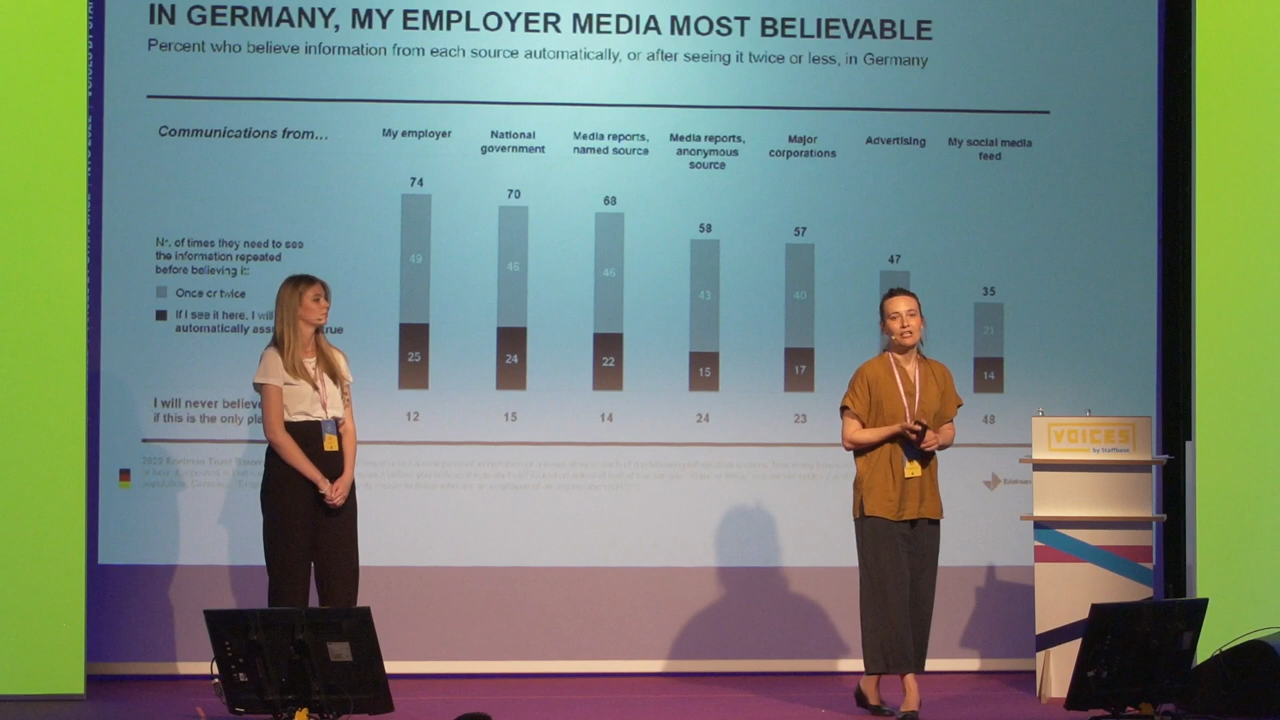 IN GERMANY, MY EMPLOYER MEDIA MOST BELIEVABLE
Percent who believe information from each source automatically, or after seeing it twice or less, in Germany
Communications from...
My employer
National
government
Media reports,
named source
Media reports,
anonymous
source
Major
corporations
Advertising
My social media
feed
74
70
68
58
57
47
35
N°. of times they need to see
the information repeated
before believing it:
Once or twice
If I see it here, I will
automatically
true
49
46
46
43
40
21
25
24
22
15
17
14
I will never believe
if this is the only
12
15
14
24
23
48
Edelman
VOICES
by Staffbase